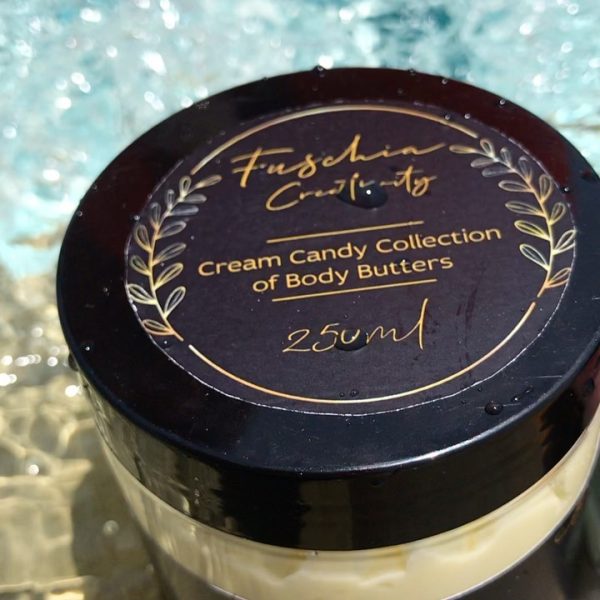 Fuschia
Creativity
Cream Candy Collection
of Body Butters
250ml